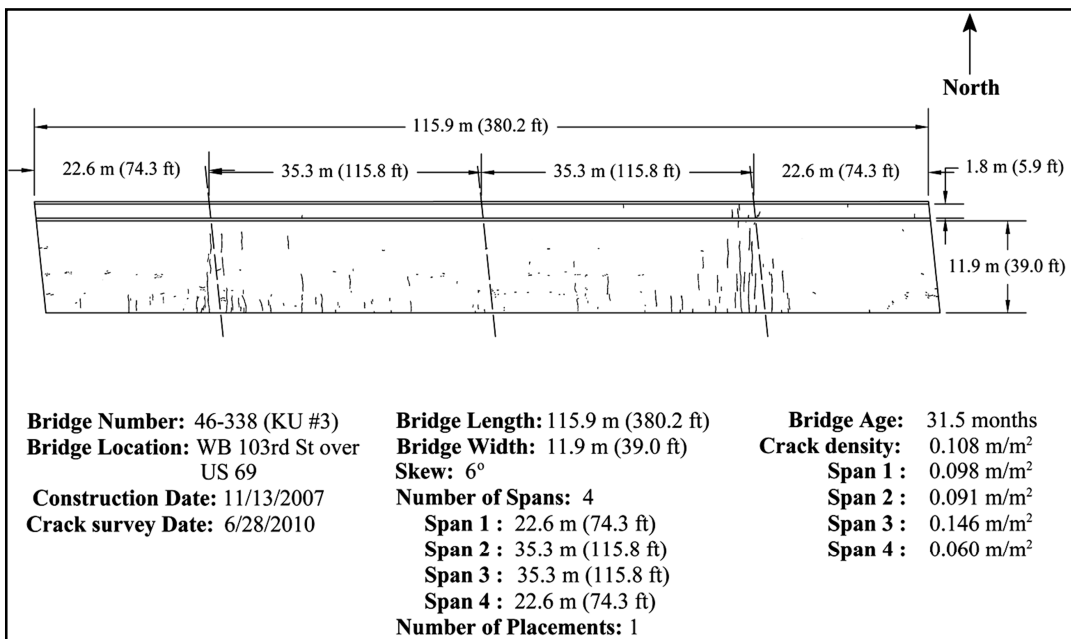 North
115.9 m (380.2 ft)
22.6 m (74.3 ft)
35.3 m (115.8 ft)
35.3 m (115.8 ft)
22.6 m (74.3 ft)
1.8 m (5.9 ft)
11.9 m (39.0 ft)
Bridge Number: 46-338 (KU #3)
Bridge Location: WB 103rd St over
US 69
Construction Date: 11/13/2007
Crack survey Date: 6/28/2010
Bridge Length: 115.9 m (380.2 ft)
Bridge Width: 11.9 m (39.0 ft)
Skew: 6º
Number of Spans: 4
Span 1 : 22.6 m (74.3 ft)
Span 2 : 35.3 m (115.8 ft)
Span 3 : 35.3 m (115.8 ft)
Span 4 : 22.6 m (74.3 ft)
Number of Placements: 1
Bridge Age: 31.5 months
Crack density: 0.108 m/m²
Span 1 : 0.098 m/m²
Span 2 : 0.091 m/m²
Span 3 : 0.146 m/m²
Span 4 : 0.060 m/m²